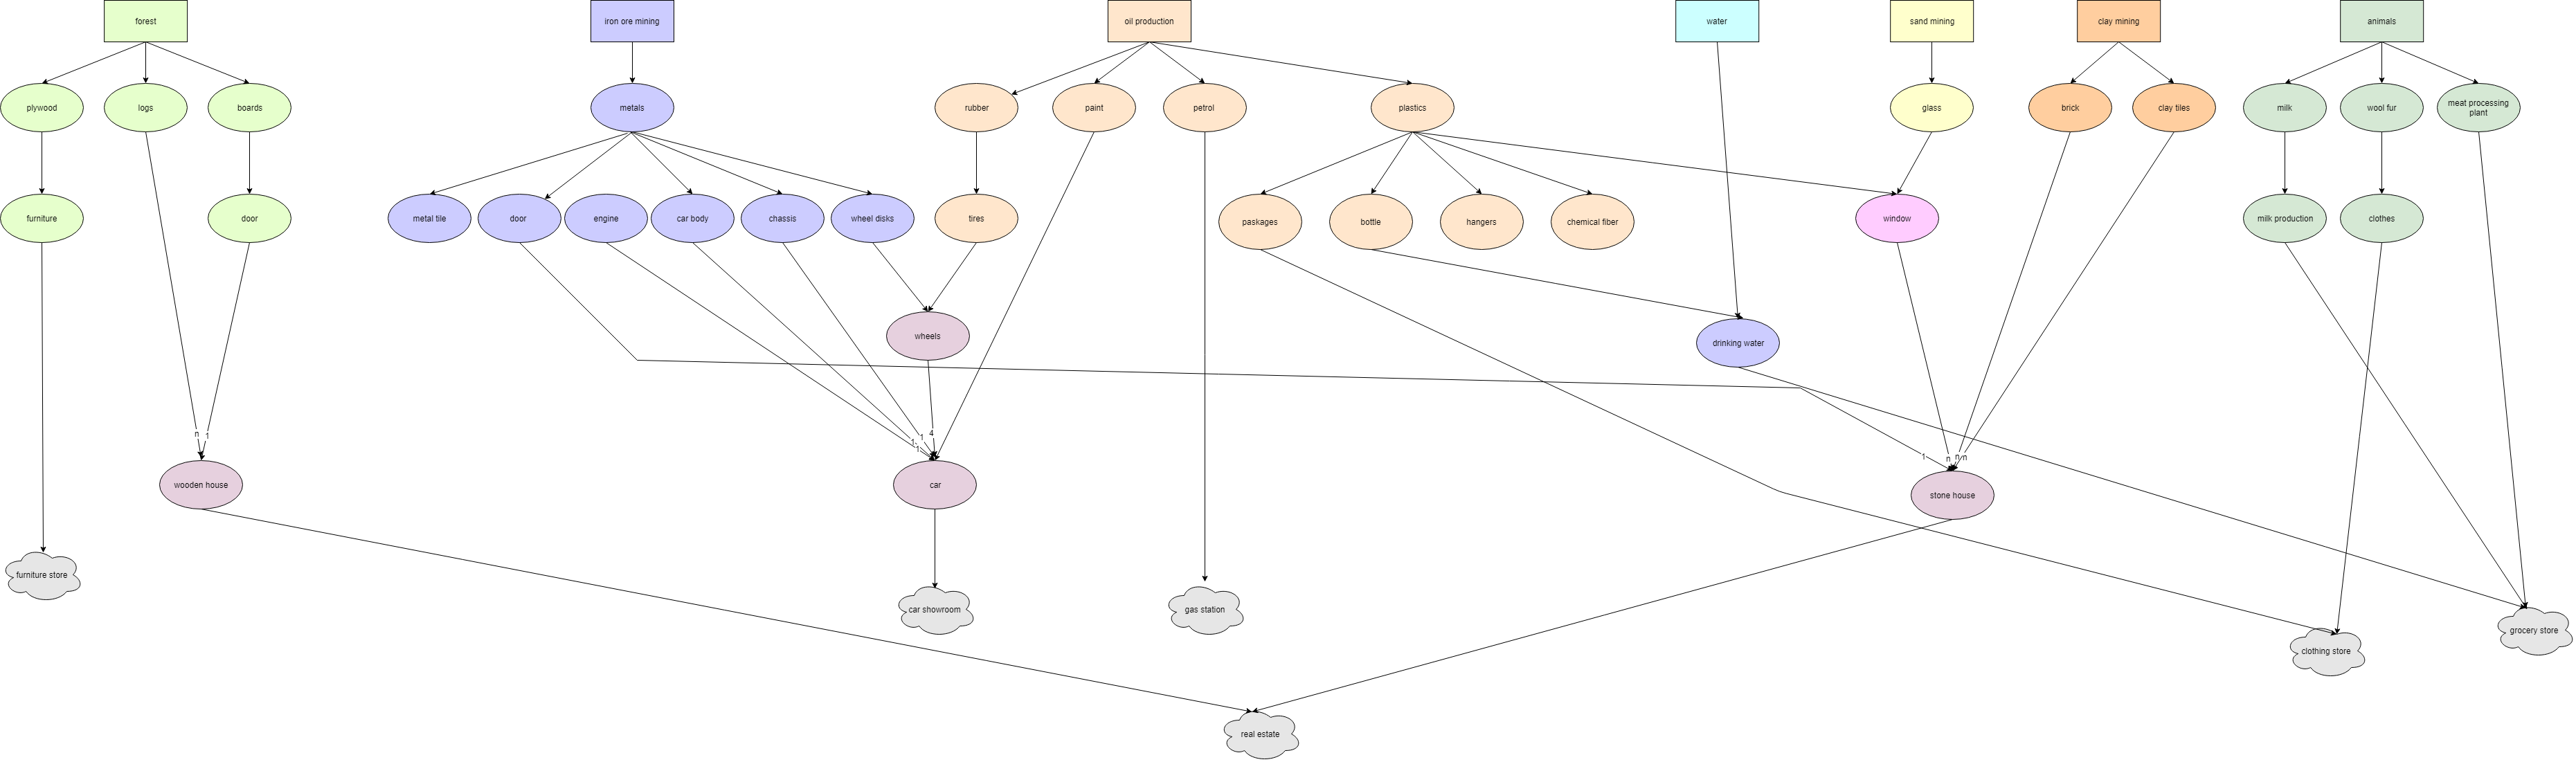 forest
iron ore mining
oil production
water
sand mining
clay mining
animals
plywood
logs
boards
metals
rubber
paint
petrol
plastics
glass
brick
clay tiles
milk
wool fur
meat processing
plant
furniture
door
metal tile
door
engine
car body
chassis
wheel disks
tires
paskages
bottle
hangers
chemical fiber
window
milk production
clothes
wheels
drinking water
n
1
1
1
1
4
1
n
n
n
wooden house
car
stone house
furniture store
car showroom
gas station
grocery store
clothing store
real estate